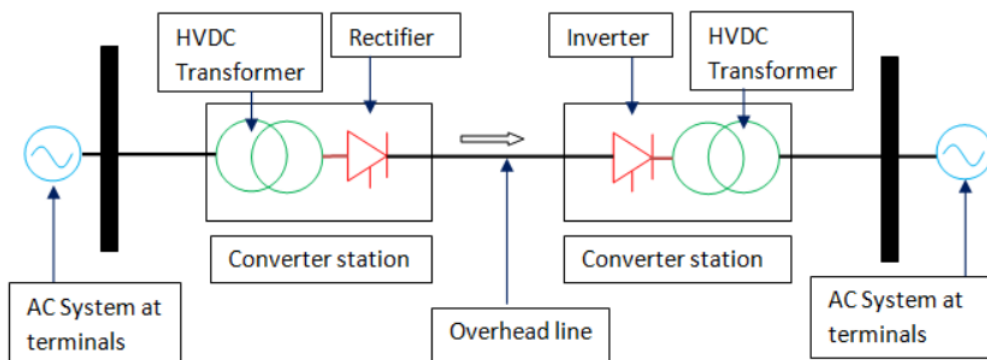 HVDC
Transformer
Rectifier
Inverter
HVDC
Transformer
Converter station
Converter station
AC System at
terminals
Overhead line
AC System at
terminals